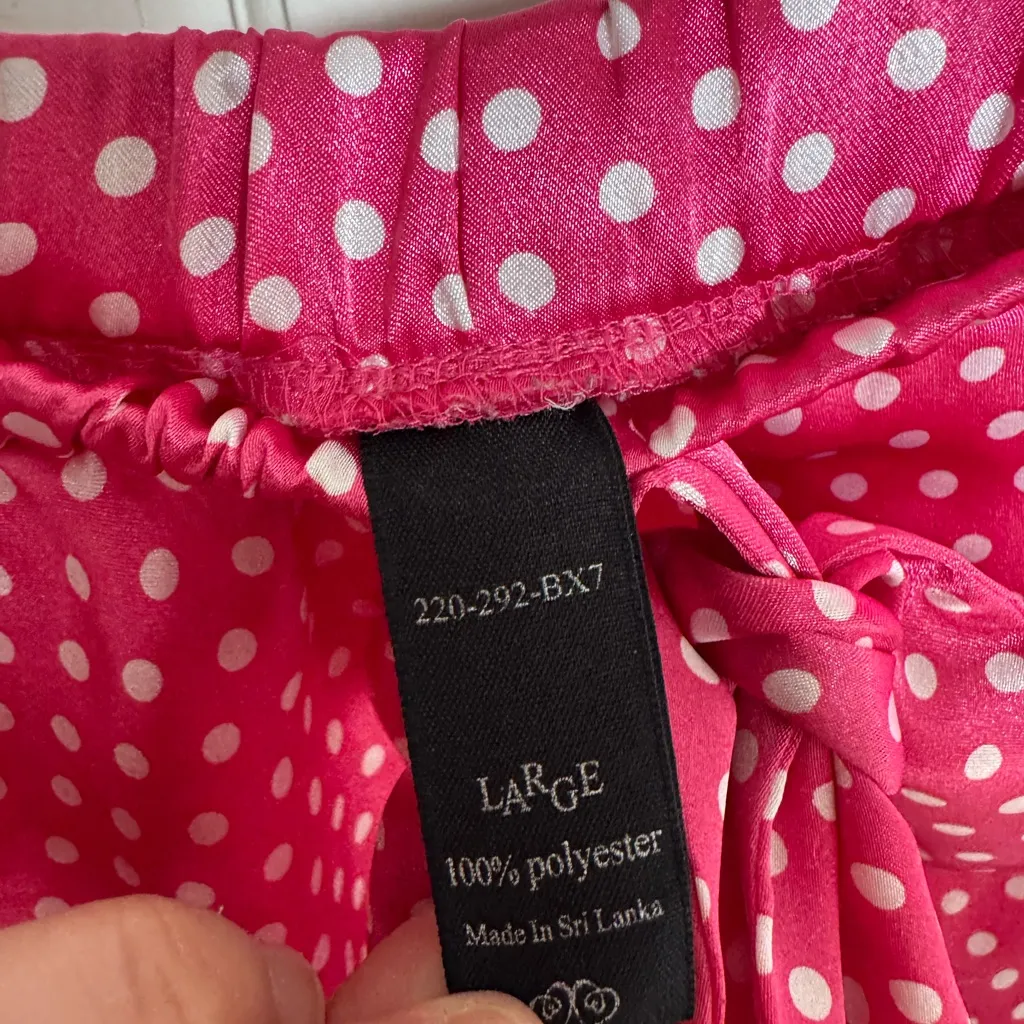 220-292-BX7
LARGE
100% polyester
Made In Sri Lanka